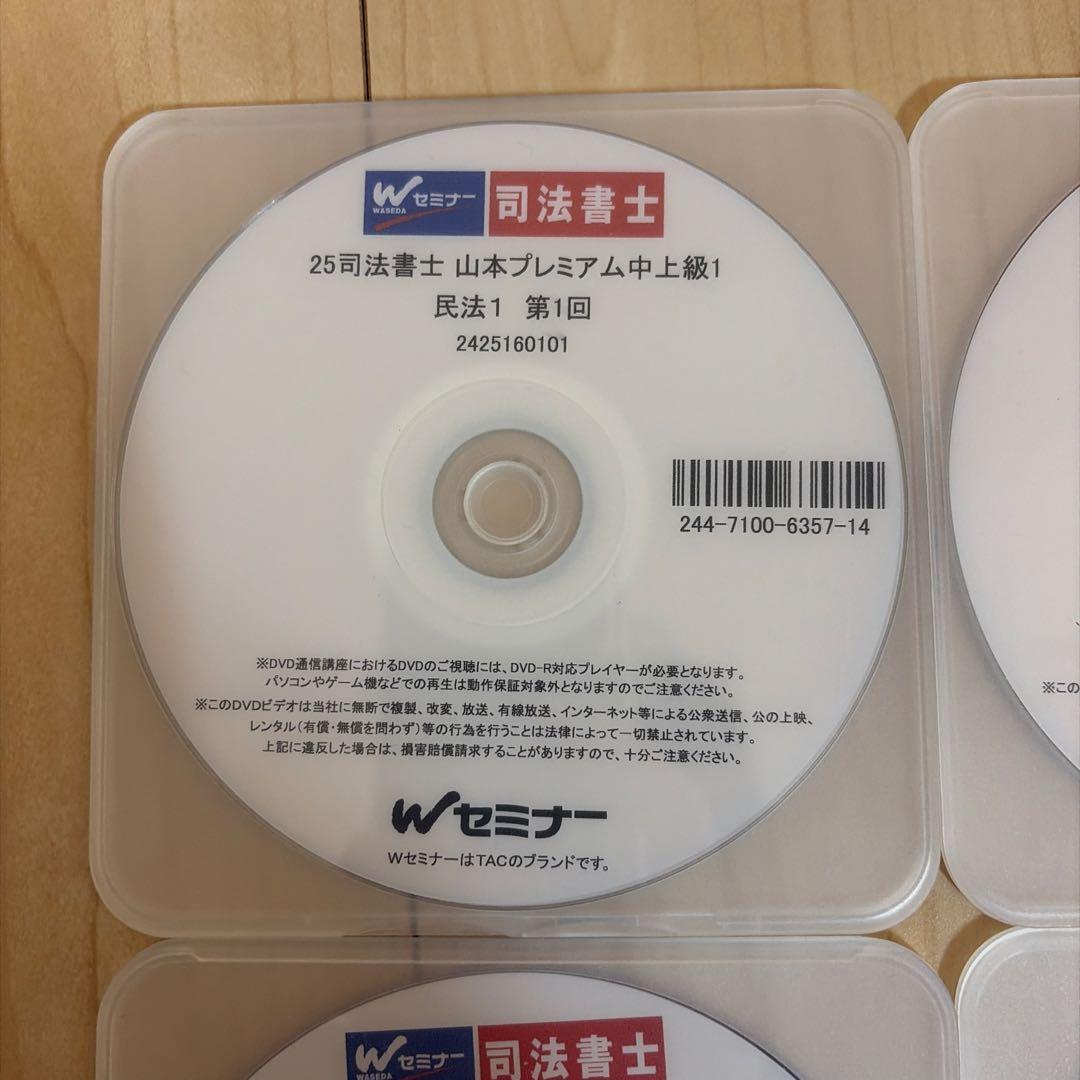 Wセミナー 司法書士
WASEDA
25司法書士 山本プレミアム中上級1
民法1 第1回
2425160101
244-7100-6357-14
※DVD通信講座におけるDVDのご視聴には、DVD-R対応プレイヤーが必要となります。
パソコンやゲーム機などでの再生は動作保証対象外となりますのでご注意ください。
※このDVDビデオは当社に無断で複製、改変、放送、有線放送、インターネット等による公衆送信、公の上映、
レンタル(有償・無償を問わず)等の行為を行うことは法律によって一切禁止されています。
上記に違反した場合は、損害賠償請求することがありますので、十分ご注意ください。
Wセミナー
WセミナーはTACのブランドです。
※この
Wセミナー 司法書士
WASEDA